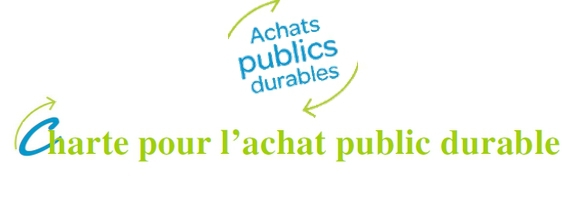 Achats
publics
durables
Charte pour l’achat public durable